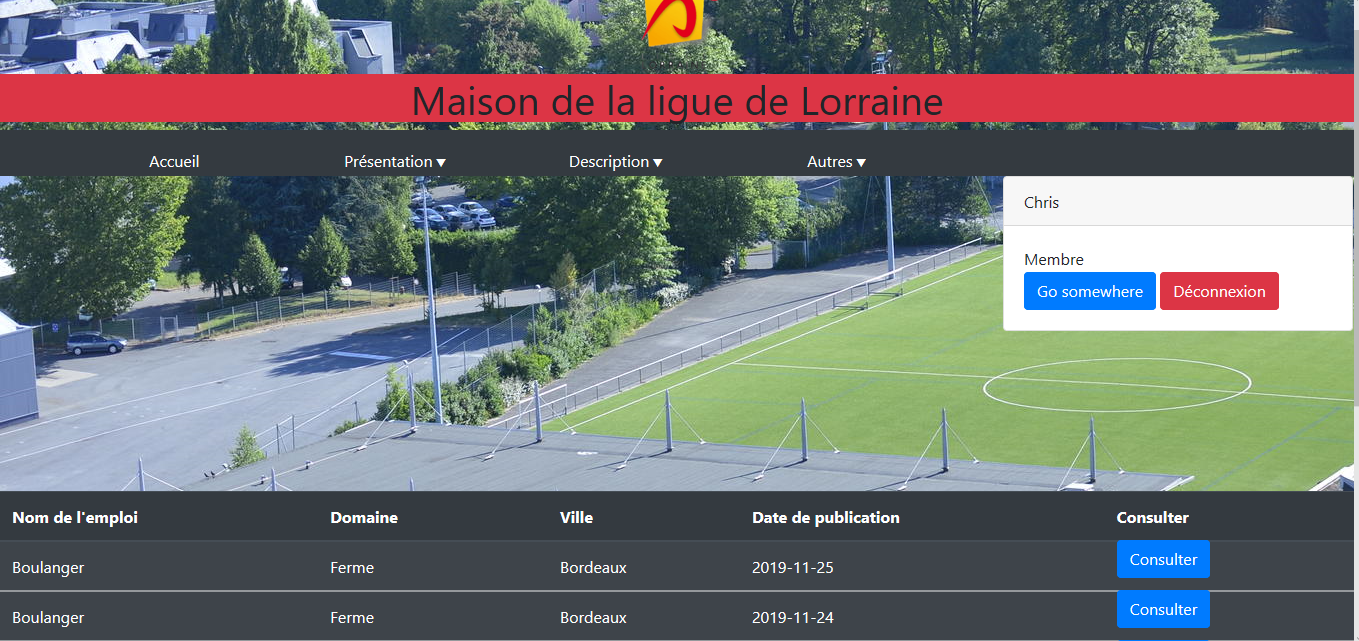 Maison de la ligue de Lorraine
Accueil Présentation ▾ Description ▾ Autres ▾
Chris
Membre
Go somewhere Déconnexion
Nom de l'emploi Domaine Ville Date de publication Consulter
Boulanger Ferme Bordeaux 2019-11-25 Consulter
Boulanger Ferme Bordeaux 2019-11-24 Consulter